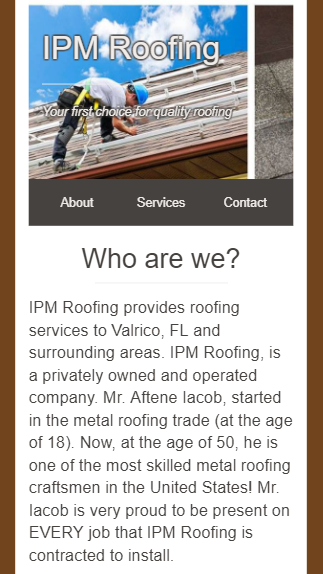 IPM Roofing
Your first choice for quality roofing
About Services Contact
Who are we?
IPM Roofing provides roofing
services to Valrico, FL and
surrounding areas. IPM Roofing, is
a privately owned and operated
company. Mr. Aftene Iacob, started
in the metal roofing trade (at the age
of 18). Now, at the age of 50, he is
one of the most skilled metal roofing
craftsmen in the United States! Mr.
Iacob is very proud to be present on
EVERY job that IPM Roofing is
contracted to install.